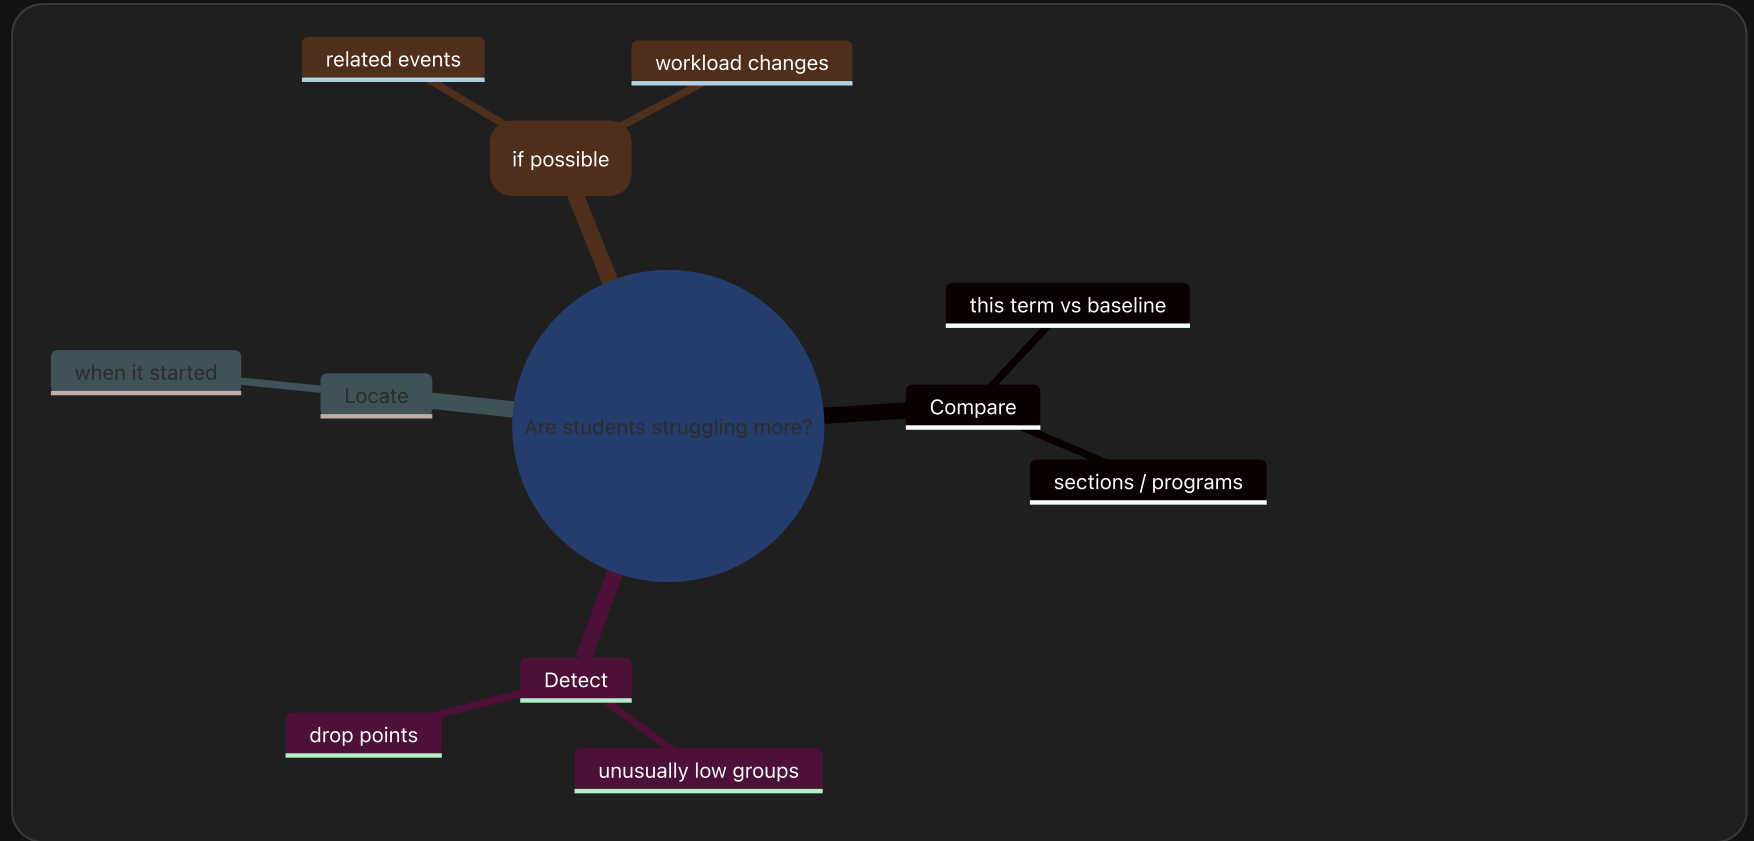 related events
workload changes
if possible
this term vs baseline
when it started
Locate
Compare
Are students struggling more?
sections / programs
Detect
drop points
unusually low groups